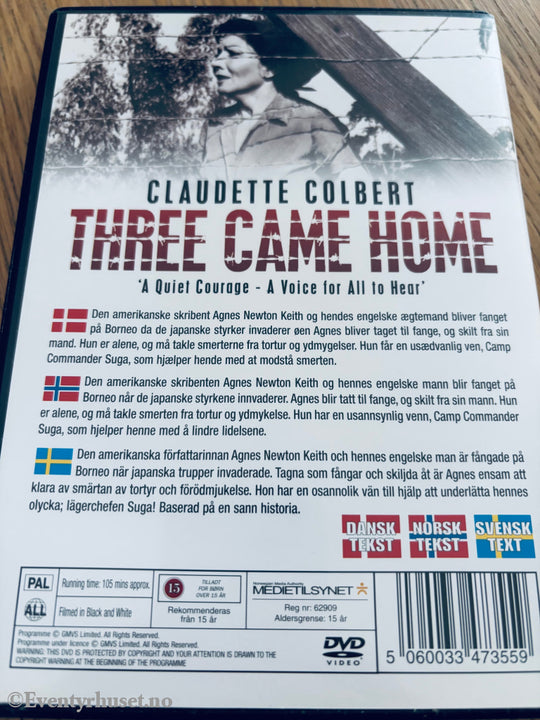 CLAUDETTE COLBERT
THREE CAME HOME
'A Quiet Courage - A Voice for All to Hear'
Den amerikanske skribent Agnes Newton Keith og hendes engelske ægtemand bliver fanget
på Borneo da de japanske styrker invaderer øen Agnes bliver taget til fange, og skilt fra sin
mand. Hun er alene, og må takle smerterne fra tortur og ydmygelser. Hun får en usædvanlig ven, Camp
Commander Suga, som hjælper hende med at modstå smerten.
Den amerikanske skribenten Agnes Newton Keith og hennes engelske mann blir fanget på
Borneo når de japanske styrkene innvaderer. Agnes blir tatt til fange, og skilt fra sin mann. Hun
er alene, og må takle smerten fra tortur og ydmykelse. Hun har en usannsynlig venn, Camp Commander
Suga, som hjelper henne med å lindre lidelsene.
Den amerikanska författarinnan Agnes Newton Keith och hennes engelske man är fångade på
Borneo när japanska trupper invaderade. Tagna som fångar och skiljda åt är Agnes ensam att
klara av smärtan av tortyr och förödmjukelse. Hon har en osannolik vän till hjälp att underlätta hennes
olycka; lägerchefen Suga! Baserad på en sann historia.
DANSK TEKST
NORSK TEKST
SVENSK TEXT
PAL
Running time: 105 mins approx.
ALL
Filmed in Black and White
15
TILLADT
FOR BØRN
OVER 15 ÅR
Rekommenderas
från 15 år
Norwegian Media Authority
MEDIETILSYNET
Reg nr: 62909
Aldersgrense: 15 år
Programme © GMVS Limited. All Rights Reserved.
Programme under licence © GMVS Limited. All Rights Reserved.
WARNING: THIS DVD IS PROTECTED BY COPYRIGHT AND YOUR ATTENTION IS DRAWN TO THE
COPYRIGHT WARNING AT THE BEGINNING OF THE PROGRAMME
DVD
VIDEO
5 060033 473559
© Eventyrhuset.no